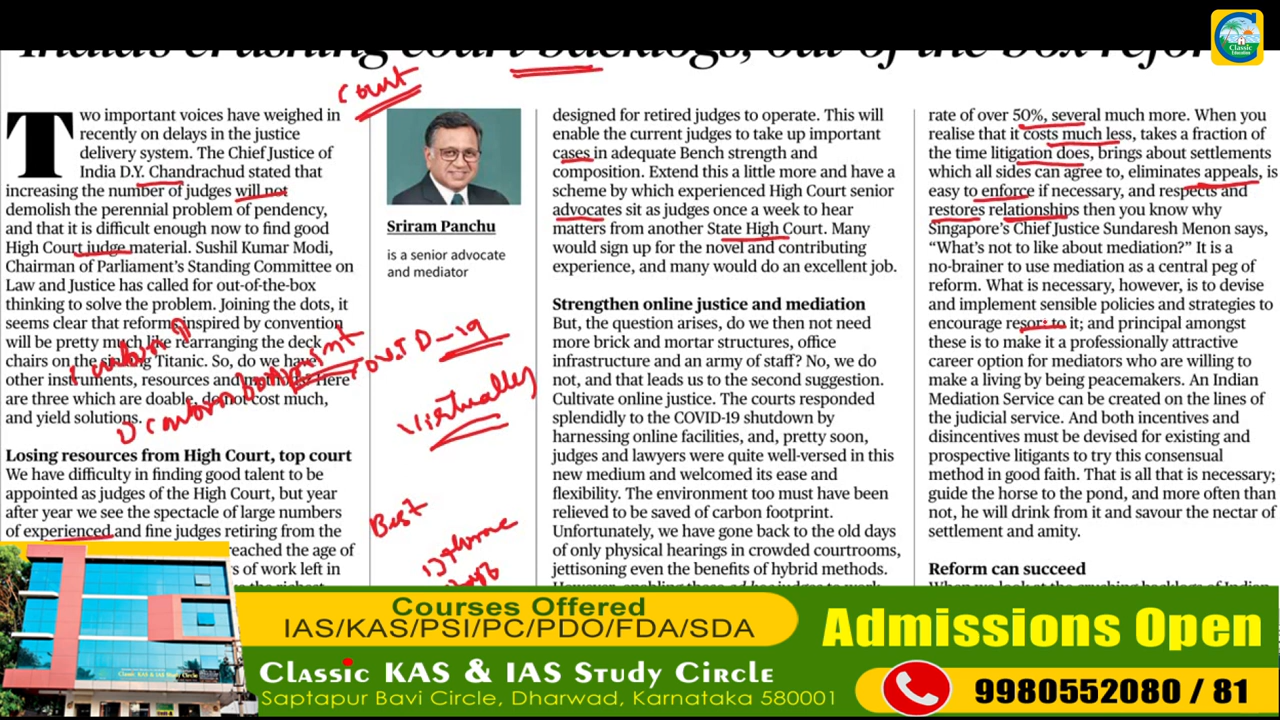 India's crushing court backlogs, out-of-the-box reform
Court
Two important voices have weighed in
recently on delays in the justice
delivery system. The Chief Justice of
India D.Y. Chandrachud stated that
increasing the number of judges will not
demolish the perennial problem of pendency,
and that it is difficult enough now to find good
High Court judge material. Sushil Kumar Modi,
Chairman of Parliament's Standing Committee on
Law and Justice has called for out-of-the-box
thinking to solve the problem. Joining the dots, it
seems clear that reforms inspired by convention
will be pretty much like rearranging the deck
chairs on the sinking Titanic. So, do we have
other instruments, resources and methods? Here
are three which are doable, do not cost much,
and yield solutions.
Losing resources from High Court, top court
We have difficulty in finding good talent to be
appointed as judges of the High Court, but year
after year we see the spectacle of large numbers
of experienced and fine judges retiring from the
reached the age of
s of work left in
Sriram Panchu
is a senior advocate
and mediator
COVID-19
Virtually
carbon footprint
Best
designed for retired judges to operate. This will
enable the current judges to take up important
cases in adequate Bench strength and
composition. Extend this a little more and have a
scheme by which experienced High Court senior
advocates sit as judges once a week to hear
matters from another State High Court. Many
would sign up for the novel and contributing
experience, and many would do an excellent job.
Strengthen online justice and mediation
But, the question arises, do we then not need
more brick and mortar structures, office
infrastructure and an army of staff? No, we do
not, and that leads us to the second suggestion.
Cultivate online justice. The courts responded
splendidly to the COVID-19 shutdown by
harnessing online facilities, and, pretty soon,
judges and lawyers were quite well-versed in this
new medium and welcomed its ease and
flexibility. The environment too must have been
relieved to be saved of carbon footprint.
Unfortunately, we have gone back to the old days
of only physical hearings in crowded courtrooms,
jettisoning even the benefits of hybrid methods.
rate of over 50%, several much more. When you
realise that it costs much less, takes a fraction of
the time litigation does, brings about settlements
which all sides can agree to, eliminates appeals, is
easy to enforce if necessary, and respects and
restores relationships then you know why
Singapore's Chief Justice Sundaresh Menon says,
“What's not to like about mediation?” It is a
no-brainer to use mediation as a central peg of
reform. What is necessary, however, is to devise
and implement sensible policies and strategies to
encourage resort to it; and principal amongst
these is to make it a professionally attractive
career option for mediators who are willing to
make a living by being peacemakers. An Indian
Mediation Service can be created on the lines of
the judicial service. And both incentives and
disincentives must be devised for existing and
prospective litigants to try this consensual
method in good faith. That is all that is necessary;
guide the horse to the pond, and more often than
not, he will drink from it and savour the nectar of
settlement and amity.
Reform can succeed
Classic
Education
Courses Offered
IAS/KAS/PSI/PC/PDO/FDA/SDA
Classic KAS & IAS Study Circle
Saptapur Bavi Circle, Dharwad, Karnataka 580001
Admissions Open
9980552080 / 81